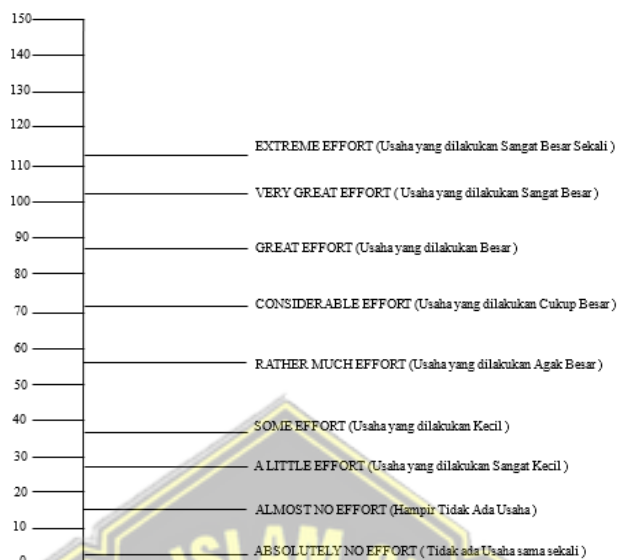 150
140
130
120
EXTREME EFFORT (Usaha yang dilakukan Sangat Besar Sekali )
110
VERY GREAT EFFORT ( Usaha yang dilakukan Sangat Besar )
100
90
GREAT EFFORT (Usaha yang dilakukan Besar )
80
CONSIDERABLE EFFORT (Usaha yang dilakukan Cukup Besar )
70
60
RATHER MUCH EFFORT (Usaha yang dilakukan Agak Besar )
50
40
SOME EFFORT (Usaha yang dilakukan Kecil )
30
A LITTLE EFFORT (Usaha yang dilakukan Sangat Kecil )
20
ALMOST NO EFFORT (Hampir Tidak Ada Usaha )
10
ABSOLUTELY NO EFFORT ( Tidak ada Usaha sama sekali )
0
ISLAM